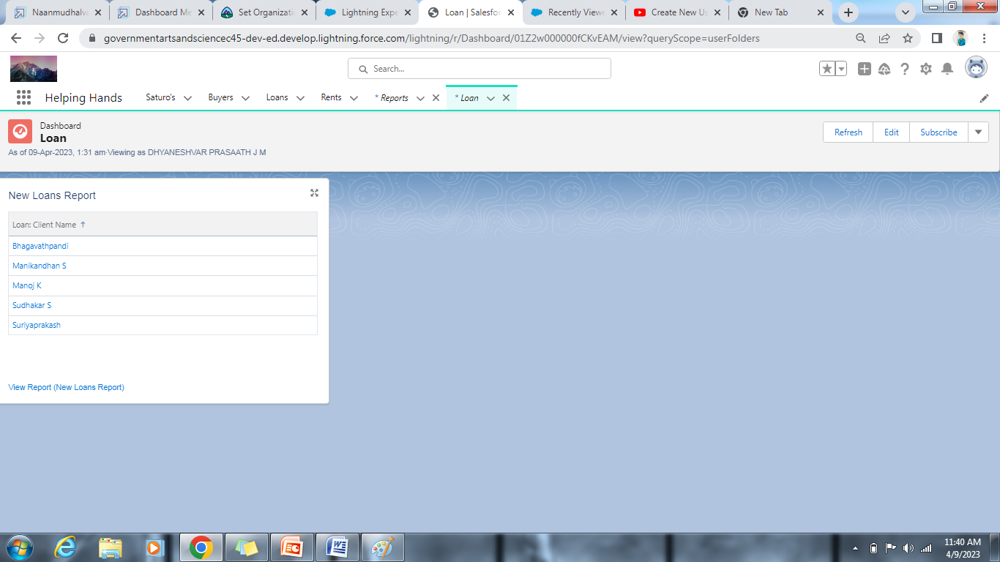 Naanmudhalv
Dashboard Me
Set Organizati
Lightning Expe
Loan | Salesfor
Recently Viewe
Create New Us
New Tab
governmentartsandsciencec45-dev-ed.develop.lightning.force.com/lightning/r/Dashboard/01Z2w000000fCKvEAM/view?queryScope=userFolders
Search...
Helping Hands
Saturo's
Buyers
Loans
Rents
* Reports
* Loan
Dashboard
Loan
As of 09-Apr-2023, 1:31 am·Viewing as DHYANESHVAR PRASAATH J M
Refresh
Edit
Subscribe
New Loans Report
Loan: Client Name ↑
Bhagavathpandi
Manikandhan S
Manoj K
Sudhakar S
Suriyaprakash
View Report (New Loans Report)
11:40 AM
4/9/2023